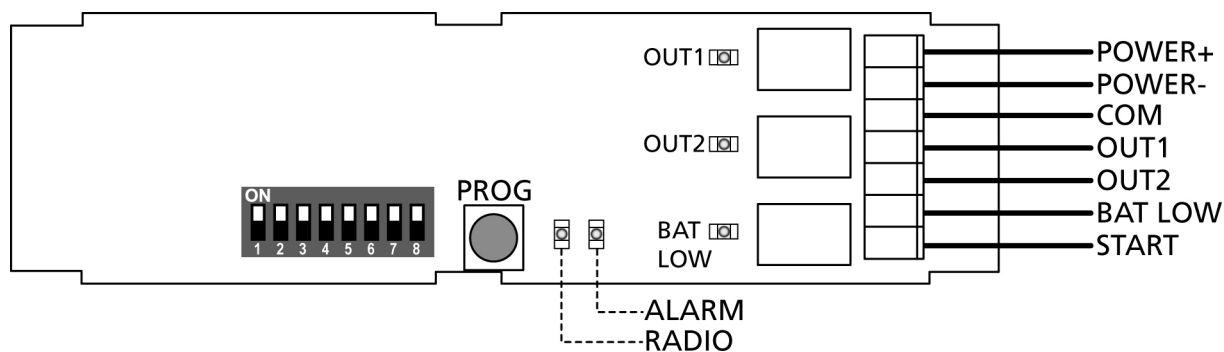 OUT1
POWER+
POWER-
COM
OUT1
OUT2
OUT2
BAT LOW
START
ON
1 2 3 4 5 6 7 8
PROG
BAT
LOW
ALARM
RADIO